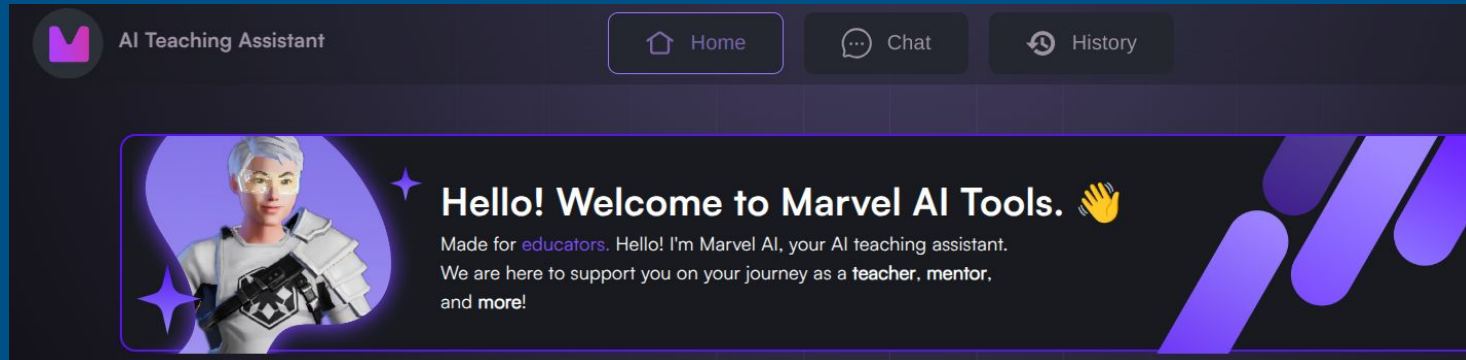 AI Teaching Assistant
Home
Chat
History
Hello! Welcome to Marvel AI Tools. 👋
Made for educators. Hello! I'm Marvel AI, your AI teaching assistant.
We are here to support you on your journey as a teacher, mentor,
and more!